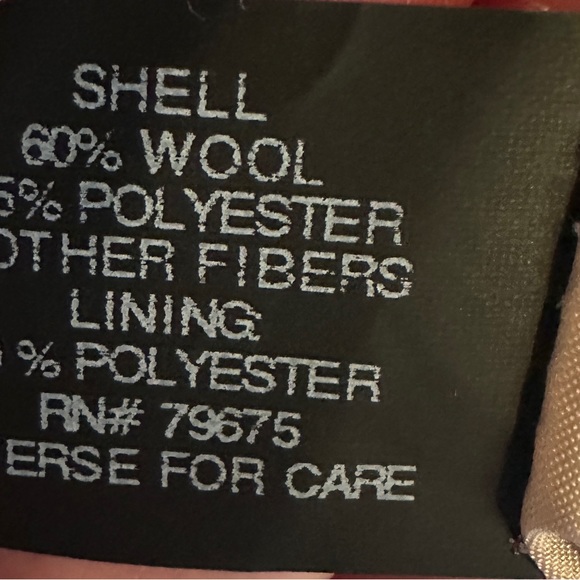 SHELL
60% WOOL
5% POLYESTER
OTHER FIBERS
LINING
% POLYESTER
RN# 79675
ERSE FOR CARE